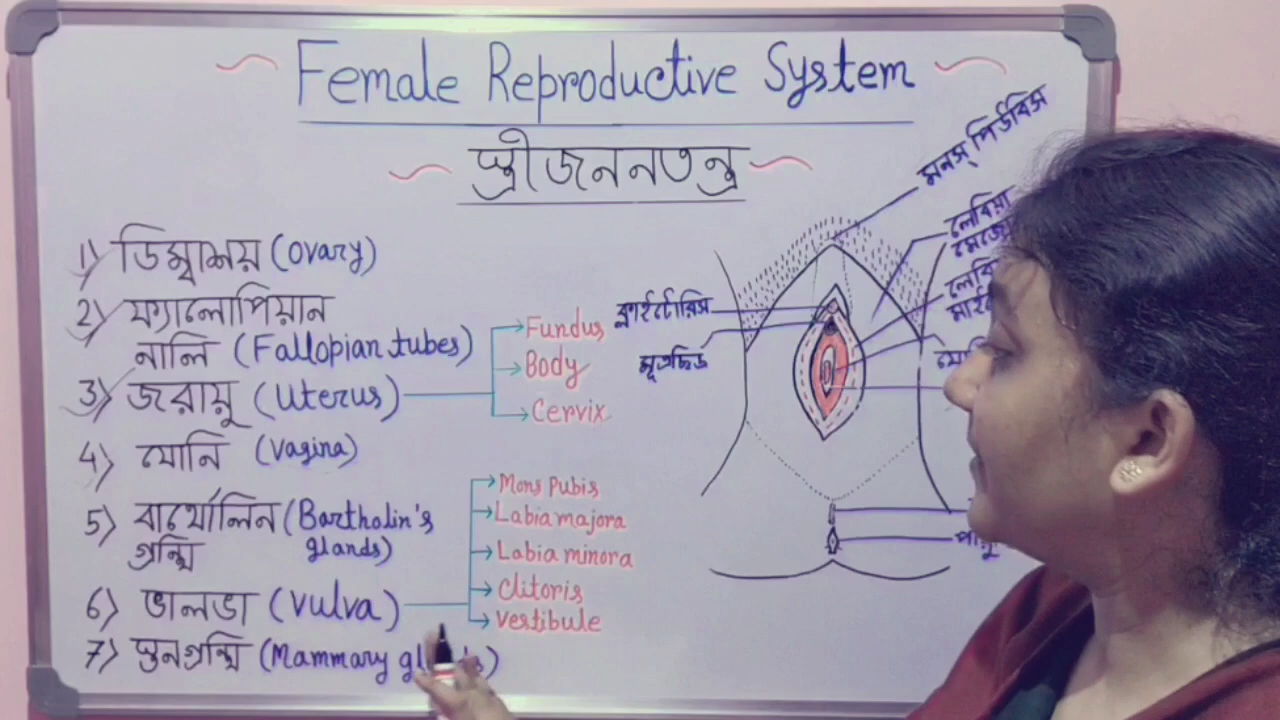 Female Reproductive System
স্ত্রীজননতন্ত্র
1) ডিম্বাশয় (Ovary)
2) ফ্যালোপিয়ান
নালি (Fallopian tubes)
3) জরায়ু (Uterus)
Fundus
Body
Cervix
4) যোনি (Vagina)
5) বার্থোলিন (Bartholin's
গ্রন্থি glands)
6) ভালভা (Vulva)
Mons Pubis
Labia majora
Labia minora
Clitoris
Vestibule
7) স্তনগ্রন্থি (Mammary
মনস্ পিউবিস
লেবিয়া
ক্লাইটোরিস
মূত্রছিদ্র